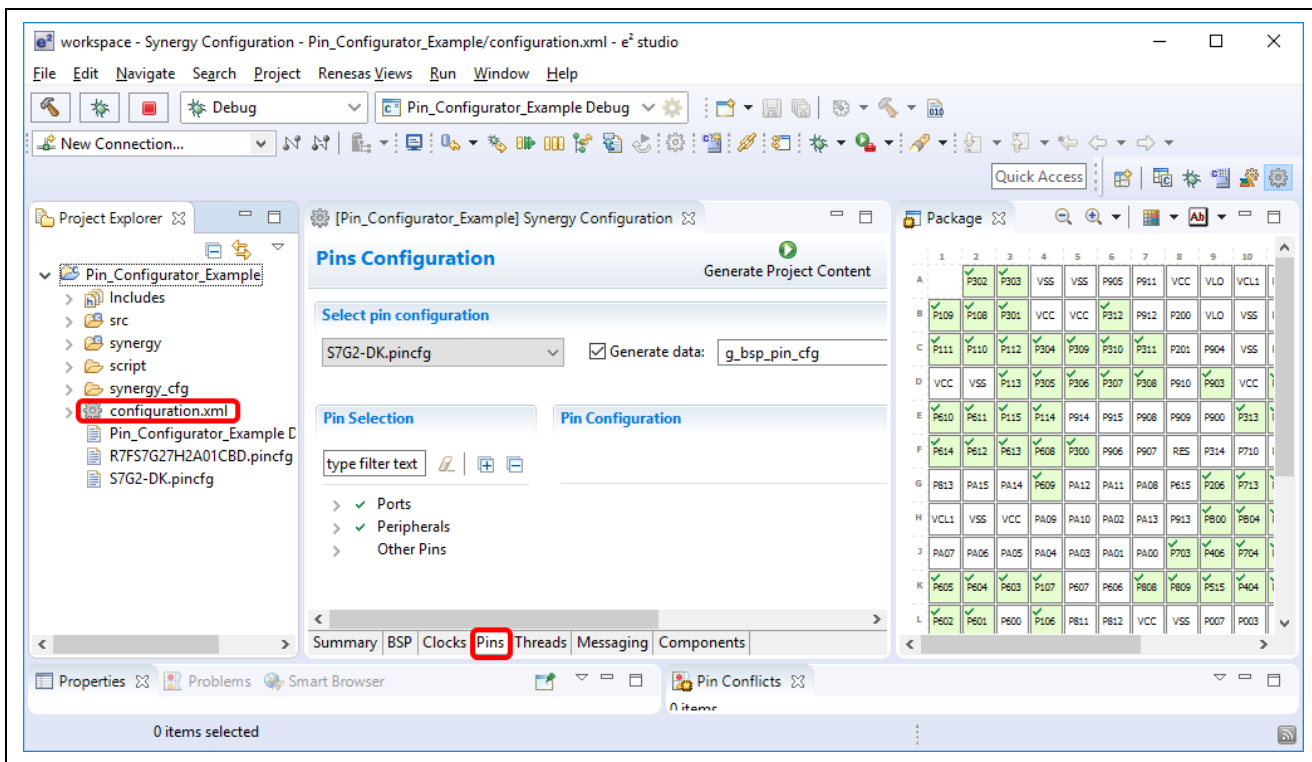 workspace - Synergy Configuration - Pin_Configurator_Example/configuration.xml - e² studio
File Edit Navigate Search Project Renesas Views Run Window Help
Debug Pin_Configurator_Example Debug
New Connection...
Quick Access
Project Explorer
Pin_Configurator_Example
Includes
src
synergy
script
synergy_cfg
configuration.xml
Pin_Configurator_Example D
R7FS7G27H2A01CBD.pincfg
S7G2-DK.pincfg
[Pin_Configurator_Example] Synergy Configuration
Pins Configuration
Generate Project Content
Select pin configuration
S7G2-DK.pincfg Generate data: g_bsp_pin_cfg
Pin Selection Pin Configuration
type filter text
Ports
Peripherals
Other Pins
Summary BSP Clocks Pins Threads Messaging Components
Package
1 2 3 4 5 6 7 8 9 10
A P302 P303 VSS VSS P905 P911 VCC VLO VCL1
B P109 P108 P301 VCC VCC P312 P912 P200 VLO VSS
C P111 P110 P112 P304 P309 P310 P311 P201 P904 VSS
D VCC VSS P113 P305 P306 P307 P308 P910 P903 VCC
E P610 P611 P115 P114 P914 P915 P908 P909 P900 P313
F P614 P612 P613 P608 P300 P906 P907 RES P314 P710
G P813 PA15 PA14 P609 PA12 PA11 PA08 P615 P206 P713
H VCL1 VSS VCC PA09 PA10 PA02 PA13 P913 P800 P804
J PA07 PA06 PA05 PA04 PA03 PA01 PA00 P703 P406 P704
K P605 P604 P603 P107 P607 P606 P808 P809 P515 P404
L P602 P601 P600 P106 P811 P812 VCC VSS P007 P003
Properties Problems Smart Browser
Pin Conflicts
0 items
0 items selected